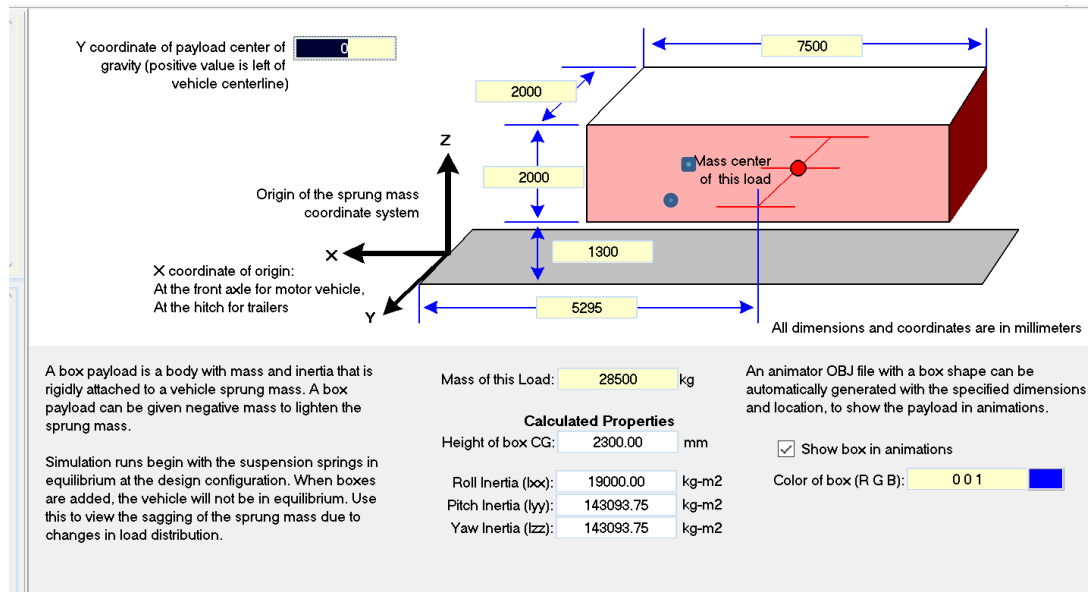 Y coordinate of payload center of
gravity (positive value is left of
vehicle centerline)
0
7500
2000
2000
Mass center
of this load
Z
Origin of the sprung mass
coordinate system
X
1300
X coordinate of origin:
At the front axle for motor vehicle,
At the hitch for trailers
Y
5295
All dimensions and coordinates are in millimeters
A box payload is a body with mass and inertia that is
rigidly attached to a vehicle sprung mass. A box
payload can be given negative mass to lighten the
sprung mass.
Simulation runs begin with the suspension springs in
equilibrium at the design configuration. When boxes
are added, the vehicle will not be in equilibrium. Use
this to view the sagging of the sprung mass due to
changes in load distribution.
Mass of this Load: 28500 kg
Calculated Properties
Height of box CG: 2300.00 mm
Roll Inertia (Ixx): 19000.00 kg-m2
Pitch Inertia (Iyy): 143093.75 kg-m2
Yaw Inertia (Izz): 143093.75 kg-m2
An animator OBJ file with a box shape can be
automatically generated with the specified dimensions
and location, to show the payload in animations.
Show box in animations
Color of box (R G B): 0 0 1